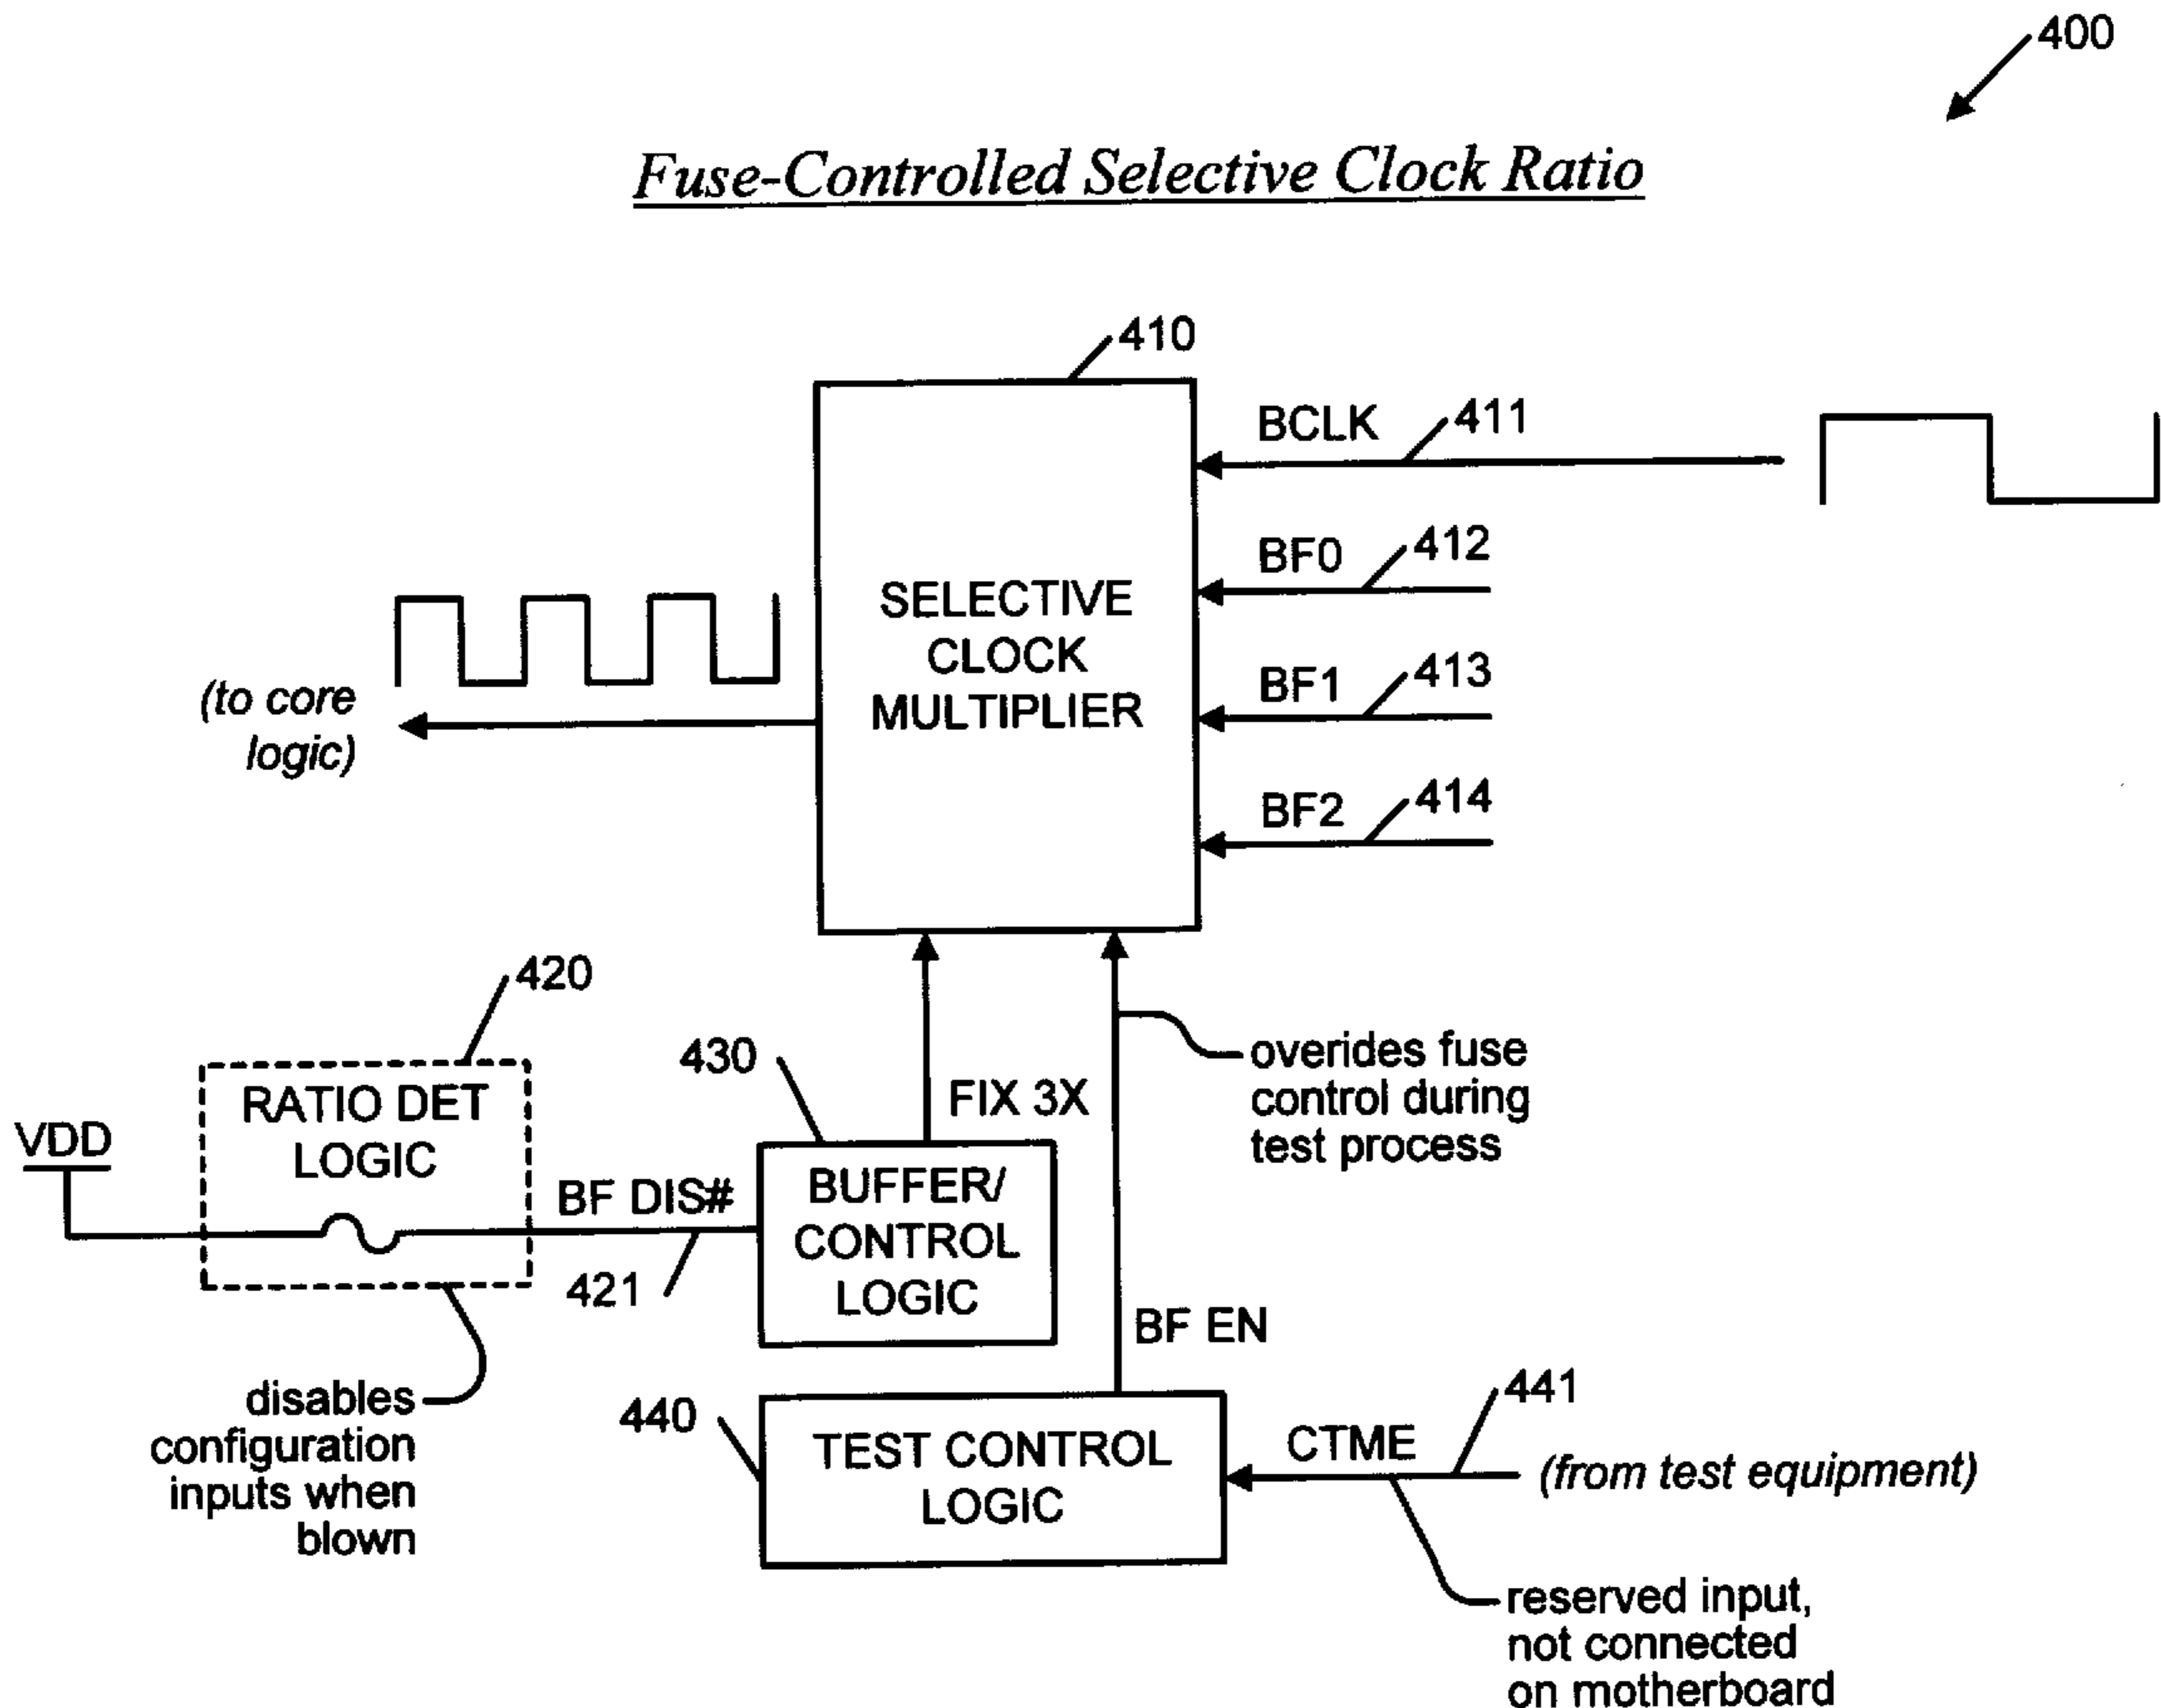 400
Fuse-Controlled Selective Clock Ratio
410
BCLK
411
BF0
412
SELECTIVE
CLOCK
MULTIPLIER
BF1
413
(to core
logic)
BF2
414
420
RATIO DET
LOGIC
VDD
BF DIS#
421
430
FIX 3X
BUFFER/
CONTROL
LOGIC
overides fuse
control during
test process
BF EN
disables
configuration
inputs when
blown
440
TEST CONTROL
LOGIC
CTME
441
(from test equipment)
reserved input,
not connected
on motherboard